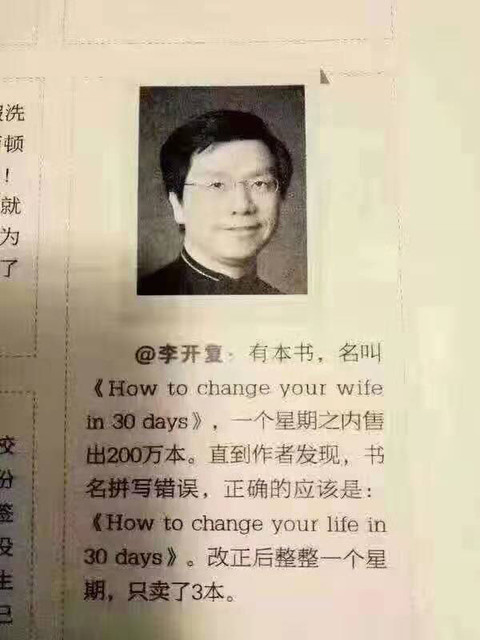 服洗
顿
！
就
为
了
@李开复：有本书，名叫
《How to change your wife
in 30 days》，一个星期之内售
出200万本。直到作者发现，书
名拼写错误，正确的应该是：
《How to change your life in
30 days》。改正后整整一个星
期，只卖了3本。
校
份
签
没
生
已